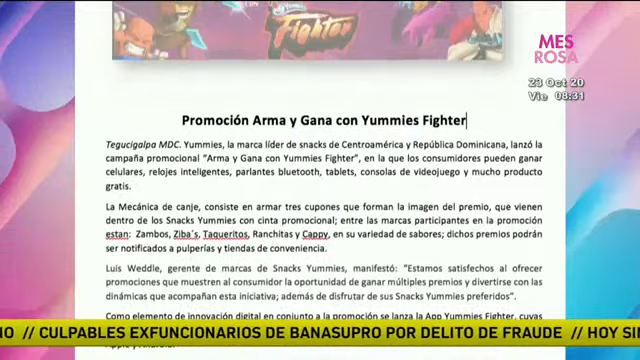 Fighter
MES
ROSA
23 Oct 20
Vie 08:31
Promoción Arma y Gana con Yummies Fighter
Tegucigalpa MDC. Yummies, la marca líder de snacks de Centroamérica y República Dominicana, lanzó la
campaña promocional "Arma y Gana con Yummies Fighter", en la que los consumidores pueden ganar
celulares, relojes inteligentes, parlantes bluetooth, tablets, consolas de videojuego y mucho producto
gratis.
La Mecánica de canje, consiste en armar tres cupones que forman la imagen del premio, que vienen
dentro de los Snacks Yummies con cinta promocional; entre las marcas participantes en la promoción
estan: Zambos, Ziba´s, Taqueritos, Ranchitas y Cappy, en su variedad de sabores; dichos premios podrán
ser notificados a pulperías y tiendas de conveniencia.
Luis Weddle, gerente de marcas de Snacks Yummies, manifestó: "Estamos satisfechos al ofrecer
promociones que muestren al consumidor la oportunidad de ganar múltiples premios y divertirse con las
dinámicas que acompañan esta iniciativa; además de disfrutar de sus Snacks Yummies preferidos".
Como elemento de innovación digital en conjunto a la promoción se lanza la App Yummies Fighter, cuyas
NO // CULPABLES EXFUNCIONARIOS DE BANASUPRO POR DELITO DE FRAUDE // HOY SIN